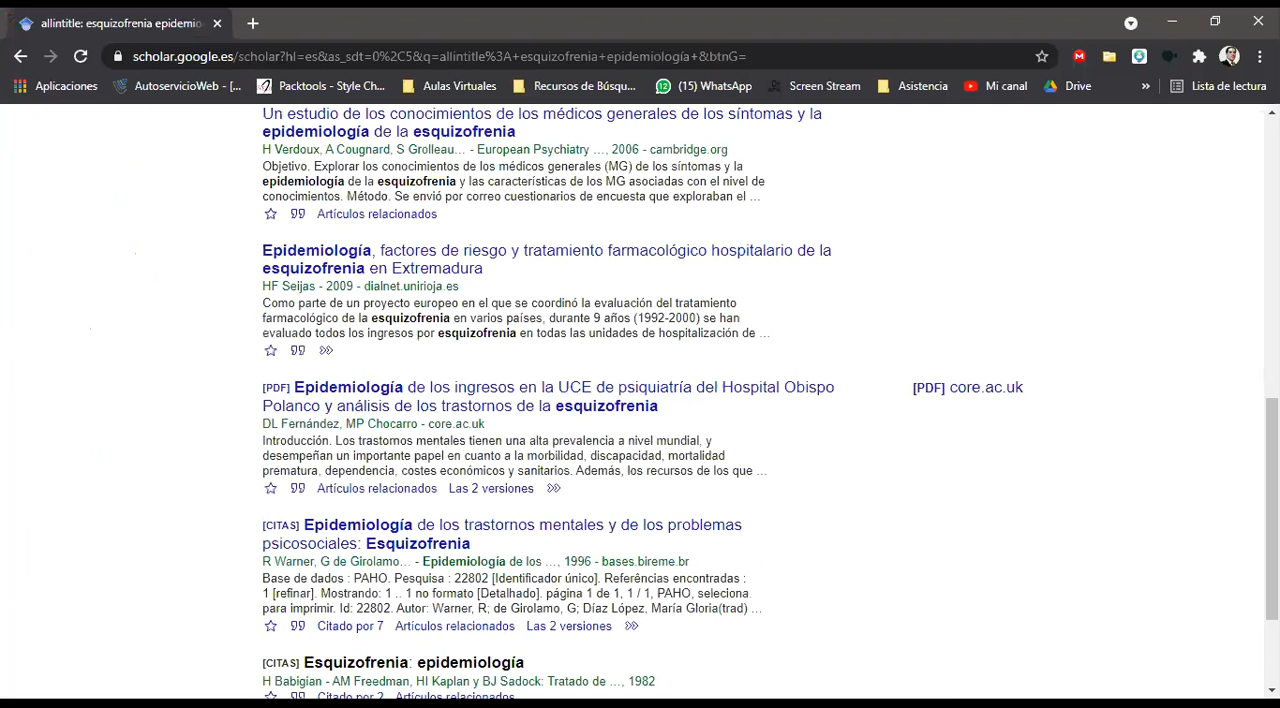 allintitle: esquizofrenia epidemio
scholar.google.es/scholar?hl=es&as_sdt=0%2C5&q=allintitle%3A+esquizofrenia+epidemiología+&btnG=
Aplicaciones AutoservicioWeb - [... Packtools - Style Ch... Aulas Virtuales Recursos de Búsqu... (15) WhatsApp Screen Stream Asistencia Mi canal Drive » Lista de lectura
Un estudio de los conocimientos de los médicos generales de los síntomas y la
epidemiología de la esquizofrenia
H Verdoux, A Cougnard, S Grolleau… - European Psychiatry …, 2006 - cambridge.org
Objetivo. Explorar los conocimientos de los médicos generales (MG) de los síntomas y la
epidemiología de la esquizofrenia y las características de los MG asociadas con el nivel de
conocimientos. Método. Se envió por correo cuestionarios de encuesta que exploraban el …
Artículos relacionados
Epidemiología, factores de riesgo y tratamiento farmacológico hospitalario de la
esquizofrenia en Extremadura
HF Seijas - 2009 - dialnet.unirioja.es
Como parte de un proyecto europeo en el que se coordinó la evaluación del tratamiento
farmacológico de la esquizofrenia en varios países, durante 9 años (1992-2000) se han
evaluado todos los ingresos por esquizofrenia en todas las unidades de hospitalización de …
[PDF] Epidemiología de los ingresos en la UCE de psiquiatría del Hospital Obispo
Polanco y análisis de los trastornos de la esquizofrenia
[PDF] core.ac.uk
DL Fernández, MP Chocarro - core.ac.uk
Introducción. Los trastornos mentales tienen una alta prevalencia a nivel mundial, y
desempeñan un importante papel en cuanto a la morbilidad, discapacidad, mortalidad
prematura, dependencia, costes económicos y sanitarios. Además, los recursos de los que …
Artículos relacionados Las 2 versiones
[CITAS] Epidemiología de los trastornos mentales y de los problemas
psicosociales: Esquizofrenia
R Warner, G de Girolamo… - Epidemiología de los …, 1996 - bases.bireme.br
Base de dados : PAHO. Pesquisa : 22802 [Identificador único]. Referências encontradas :
1 [refinar]. Mostrando: 1 .. 1 no formato [Detalhado]. página 1 de 1, 1 / 1, PAHO, seleciona
para imprimir. Id: 22802. Autor: Warner, R; de Girolamo, G; Díaz López, María Gloria(trad) …
Citado por 7 Artículos relacionados Las 2 versiones
[CITAS] Esquizofrenia: epidemiología
H Babigian - AM Freedman, HI Kaplan y BJ Sadock: Tratado de …, 1982
Citado por 2 Artículos relacionados